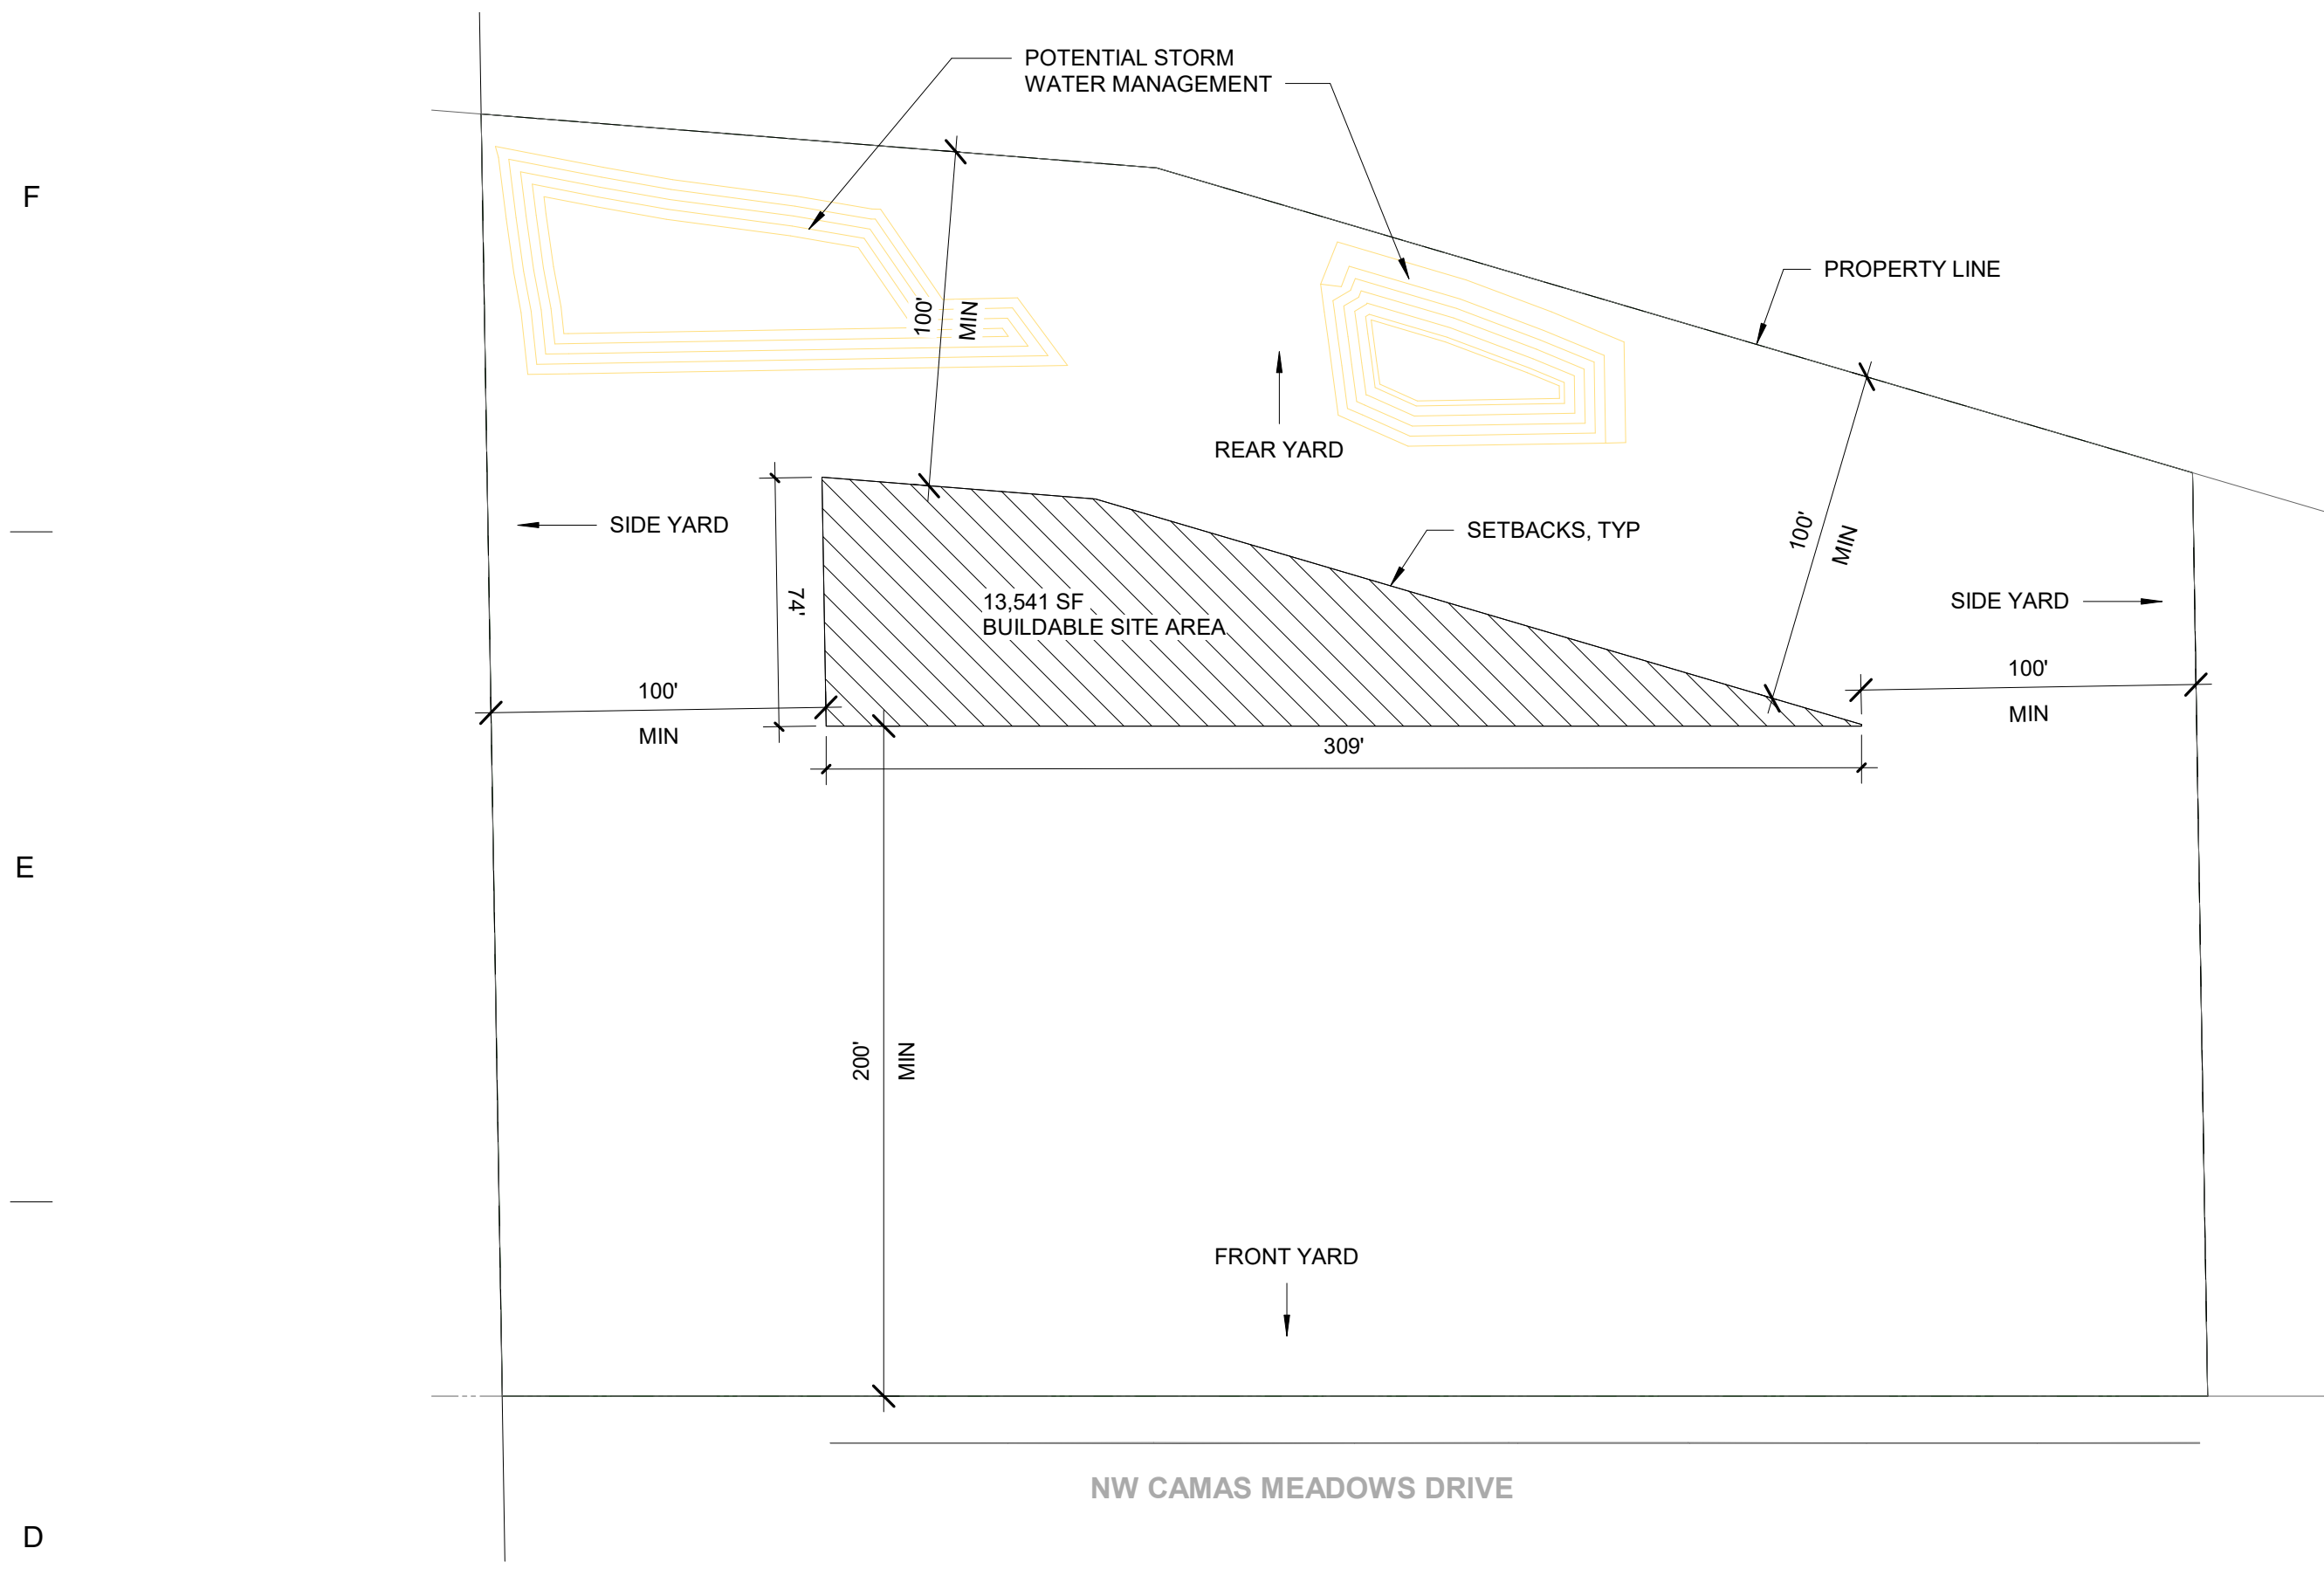 POTENTIAL STORM
WATER MANAGEMENT
F
PROPERTY LINE
100'
MIN
REAR YARD
SIDE YARD
SETBACKS, TYP
100'
MIN
74'
13,541 SF
BUILDABLE SITE AREA
SIDE YARD
100'
MIN
100'
MIN
309'
E
200'
MIN
FRONT YARD
NW CAMAS MEADOWS DRIVE
D